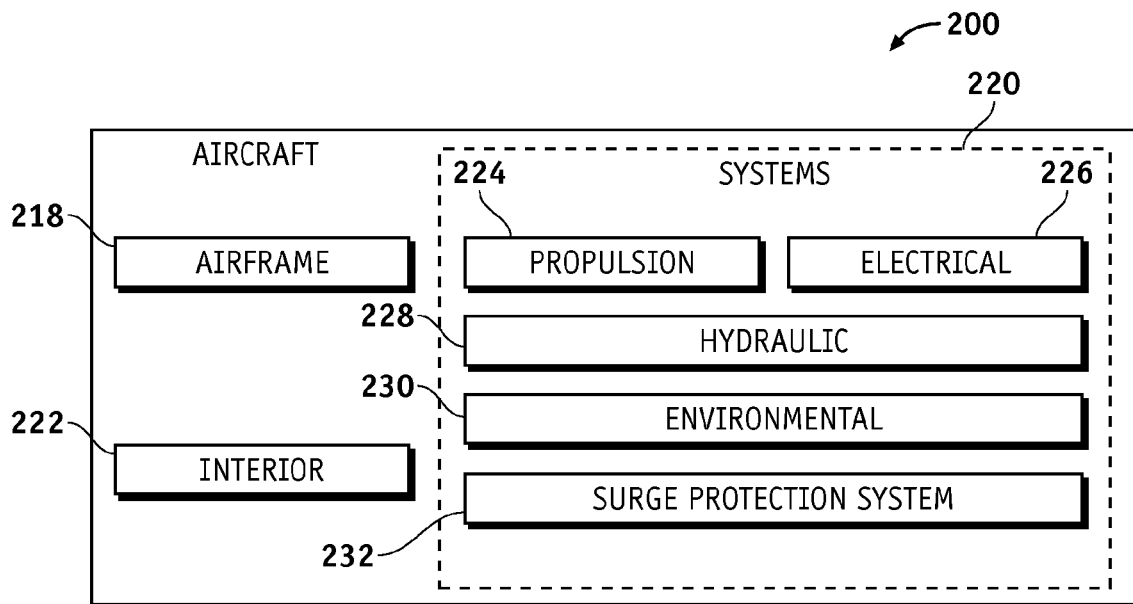 200
220
AIRCRAFT
SYSTEMS
224
226
218
AIRFRAME
PROPULSION
ELECTRICAL
228
HYDRAULIC
230
ENVIRONMENTAL
222
INTERIOR
SURGE PROTECTION SYSTEM
232